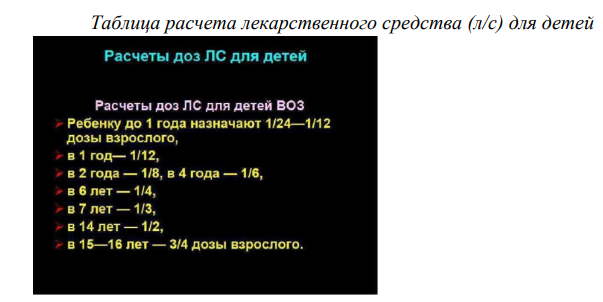 Таблица расчета лекарственного средства (л/с) для детей
Расчеты доз ЛС для детей
Расчеты доз ЛС для детей ВОЗ
Ребенку до 1 года назначают 1/24—1/12
дозы взрослого,
в 1 год— 1/12,
в 2 года — 1/8, в 4 года — 1/6,
в 6 лет — 1/4,
в 7 лет — 1/3,
в 14 лет — 1/2,
в 15—16 лет — 3/4 дозы взрослого.